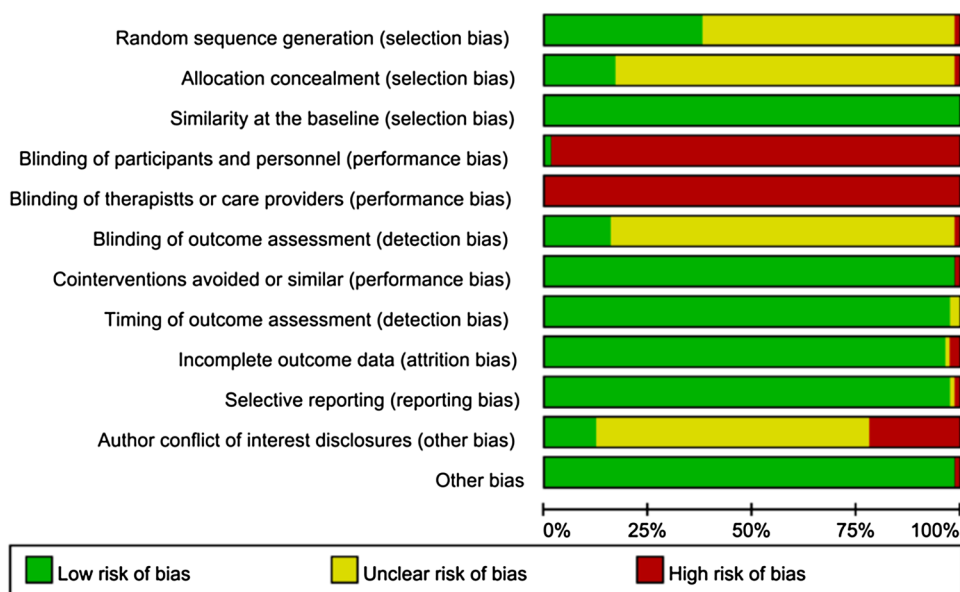 Random sequence generation (selection bias)
Allocation concealment (selection bias)
Similarity at the baseline (selection bias)
Blinding of participants and personnel (performance bias)
Blinding of therapistts or care providers (performance bias)
Blinding of outcome assessment (detection bias)
Cointerventions avoided or similar (performance bias)
Timing of outcome assessment (detection bias)
Incomplete outcome data (attrition bias)
Selective reporting (reporting bias)
Author conflict of interest disclosures (other bias)
Other bias
0% 25% 50% 75% 100%
Low risk of bias Unclear risk of bias High risk of bias